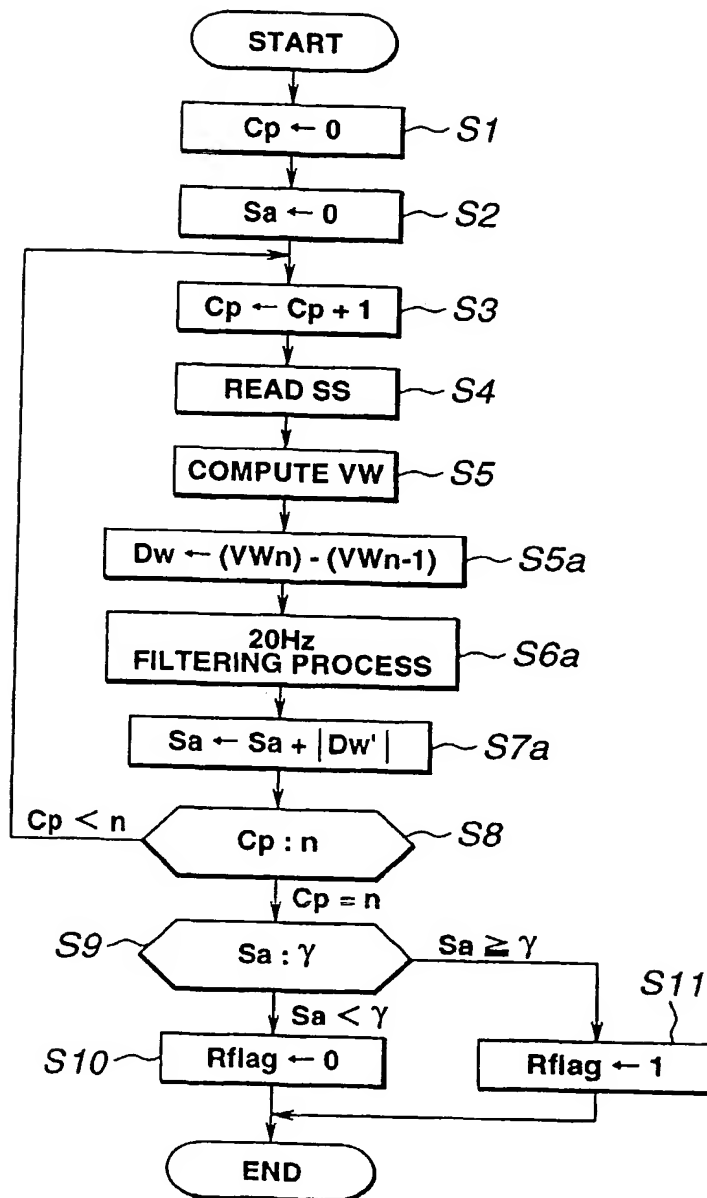 START
Cp ← 0
S1
Sa ← 0
S2
Cp ← Cp + 1
S3
READ SS
S4
COMPUTE VW
S5
Dw ← (VWn) - (VWn-1)
S5a
20Hz
FILTERING PROCESS
S6a
Sa ← Sa + |Dw'|
S7a
Cp < n
Cp : n
S8
Cp = n
S9
Sa : γ
Sa ≧ γ
Sa < γ
S11
S10
Rflag ← 0
Rflag ← 1
END